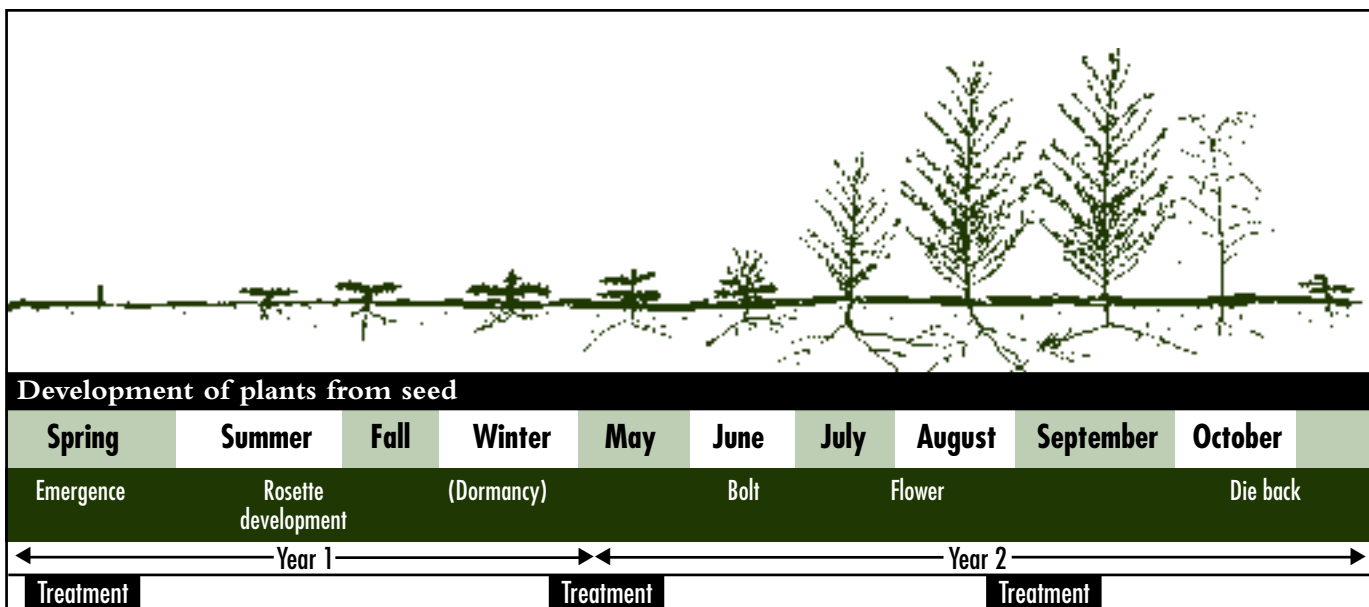 Development of plants from seed
Spring Summer Fall Winter May June July August September October
Emergence Rosette development (Dormancy) Bolt Flower Die back
Year 1 Year 2
Treatment Treatment Treatment